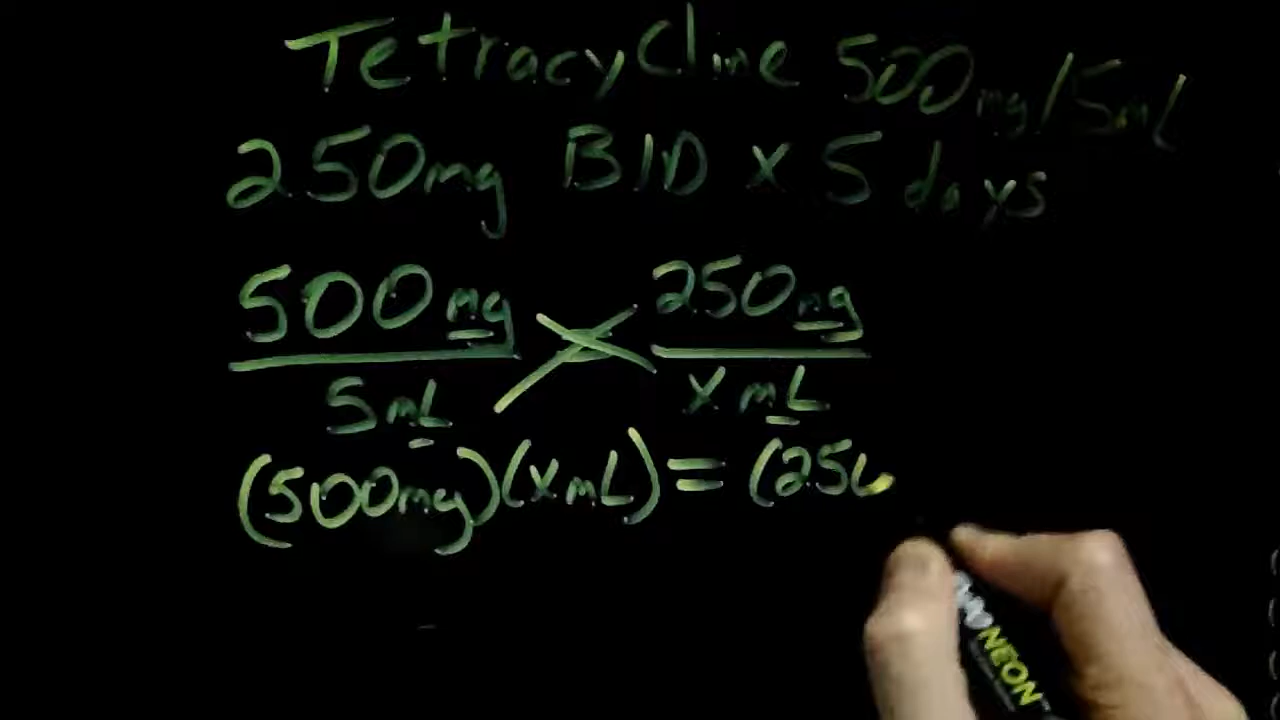 Tetracycline 500mg/5mL
250mg BID x 5 days
500mg 250mg
5mL x mL
(500mg)(x mL) = (250
NEON